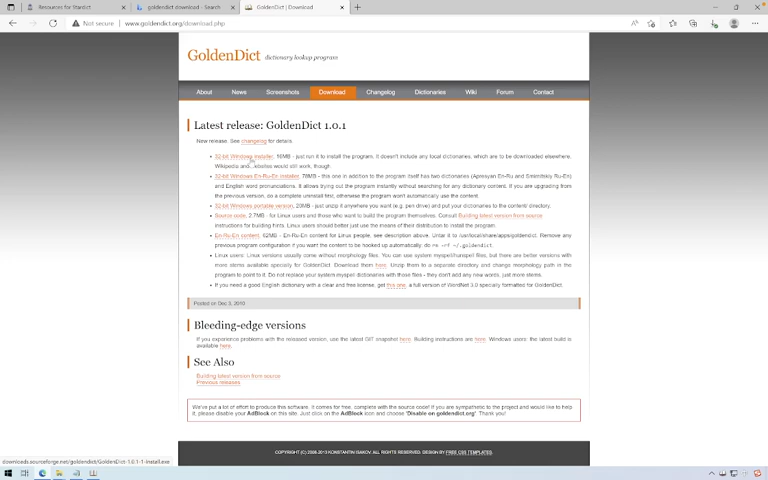 Resources for Stardict
goldendict download - Search
GoldenDict | Download
Not secure
www.goldendict.org/download.php
GoldenDict dictionary lookup program
About News Screenshots Download Changelog Dictionaries Wiki Forum Contact
Latest release: GoldenDict 1.0.1
New release. See changelog for details.
32-bit Windows installer, 16MB - just run it to install the program. It doesn't include any local dictionaries, which are to be downloaded elsewhere.
Wikipedia and websites would still work, though.
32-bit Windows En-Ru-En installer, 78MB - this one in addition to the program itself has two dictionaries (Apresyan En-Ru and Smirnitsky Ru-En)
and English word pronunciations. It allows trying out the program instantly without searching for any dictionary content. If you are upgrading from
the previous version, do a complete uninstall first, otherwise the program won't automatically use the content.
32-bit Windows portable version, 20MB - just unzip it anywhere you want (e.g. pen drive) and put your dictionaries to the content/ directory.
Source code, 2.7MB - for Linux users and those who want to build the program themselves. Consult Building latest version from source
instructions for building hints. Linux users should better just use the means of their distribution to install the program.
En-Ru-En content, 62MB - En-Ru-En content for Linux people, see description above. Untar it to /usr/local/share/apps/goldendict. Remove any
previous program configuration if you want the content to be hooked up automatically, do rm -rf ~/.goldendict.
Linux users: Linux versions usually come without morphology files. You can use system myspell/hunspell files, but there are better versions with
more stems available specially for GoldenDict. Download them here. Unzip them to a separate directory and change morphology path in the
program to point to it. Do not replace your system myspell dictionaries with those files - they don't add any new words, just more stems.
If you need a good English dictionary with a clear and free license, get this one, a full version of WordNet 3.0 specially formatted for GoldenDict.
Posted on Dec 3, 2010
Bleeding-edge versions
If you experience problems with the released version, use the latest GIT snapshot here. Building instructions are here. Windows users: the latest build is
available here.
See Also
Building latest version from source
Previous releases
We've put a lot of effort to produce this software. It comes for free, complete with the source code! If you are sympathetic to the project and would like to
help, please disable your AdBlock on this site. Just click on the AdBlock icon and choose "Disable on goldendict.org". Thank you!
COPYRIGHT (C) 2008-2013 KONSTANTIN ISAKOV. ALL RIGHTS RESERVED. DESIGN BY FREE CSS TEMPLATES.
downloads.sourceforge.net/goldendict/GoldenDict-1.0.1-1-Install.exe